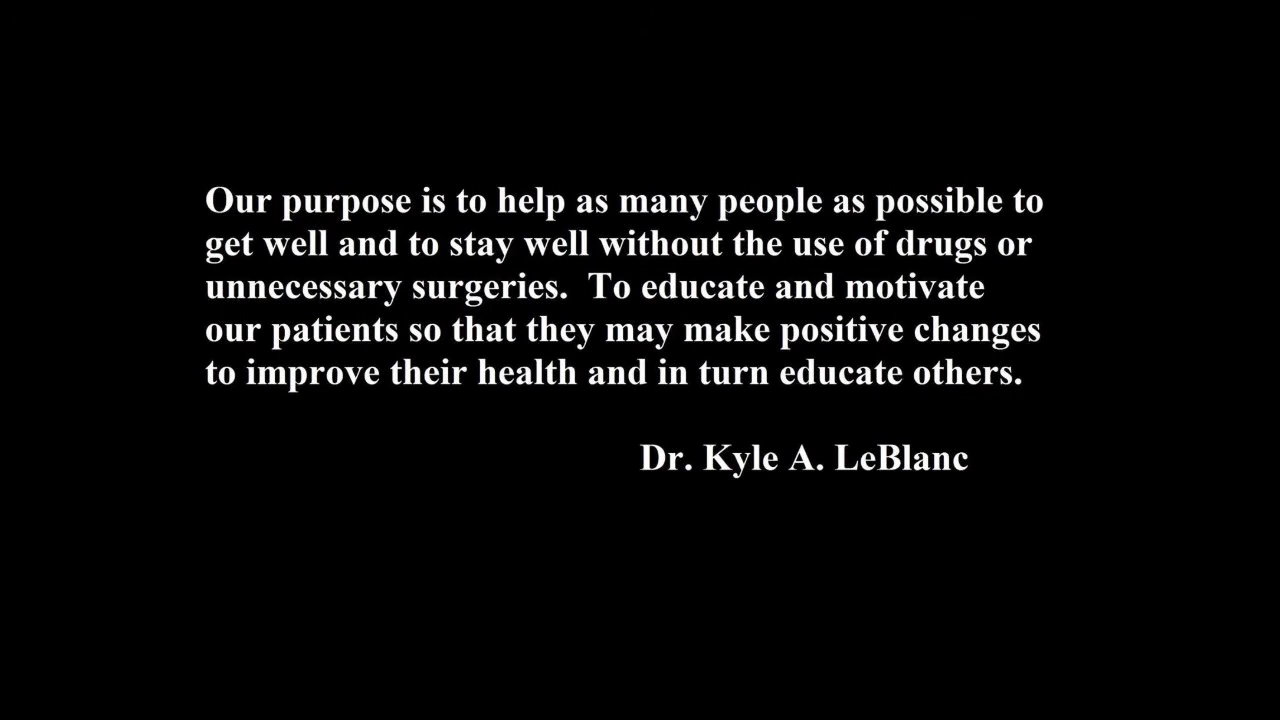 Our purpose is to help as many people as possible to
get well and to stay well without the use of drugs or
unnecessary surgeries.  To educate and motivate
our patients so that they may make positive changes
to improve their health and in turn educate others.
Dr. Kyle A. LeBlanc